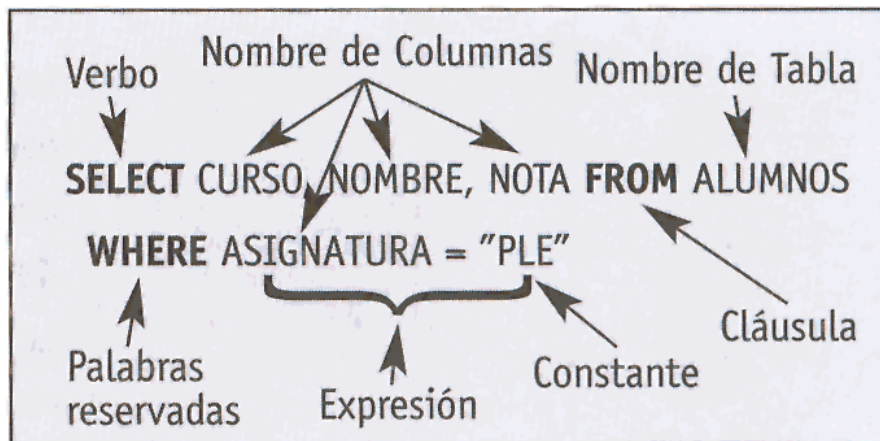 Nombre de Columnas
Verbo
Nombre de Tabla
SELECT CURSO, NOMBRE, NOTA FROM ALUMNOS
WHERE ASIGNATURA = "PLE"
Cláusula
Constante
Palabras
reservadas
Expresión